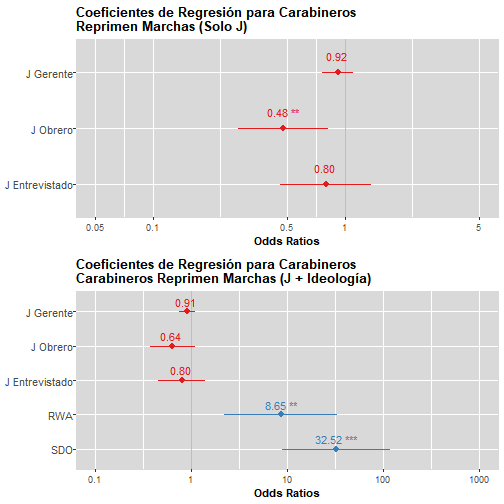 Coeficientes de Regresión para Carabineros
Reprimen Marchas (Solo J)
J Gerente
0.92
J Obrero
0.48 **
J Entrevistado
0.80
0.05 0.1 0.5 1 5
Odds Ratios
Coeficientes de Regresión para Carabineros
Carabineros Reprimen Marchas (J + Ideología)
J Gerente
0.91
J Obrero
0.64
J Entrevistado
0.80
RWA
8.65 **
SDO
32.52 ***
0.1 1 10 100 1000
Odds Ratios